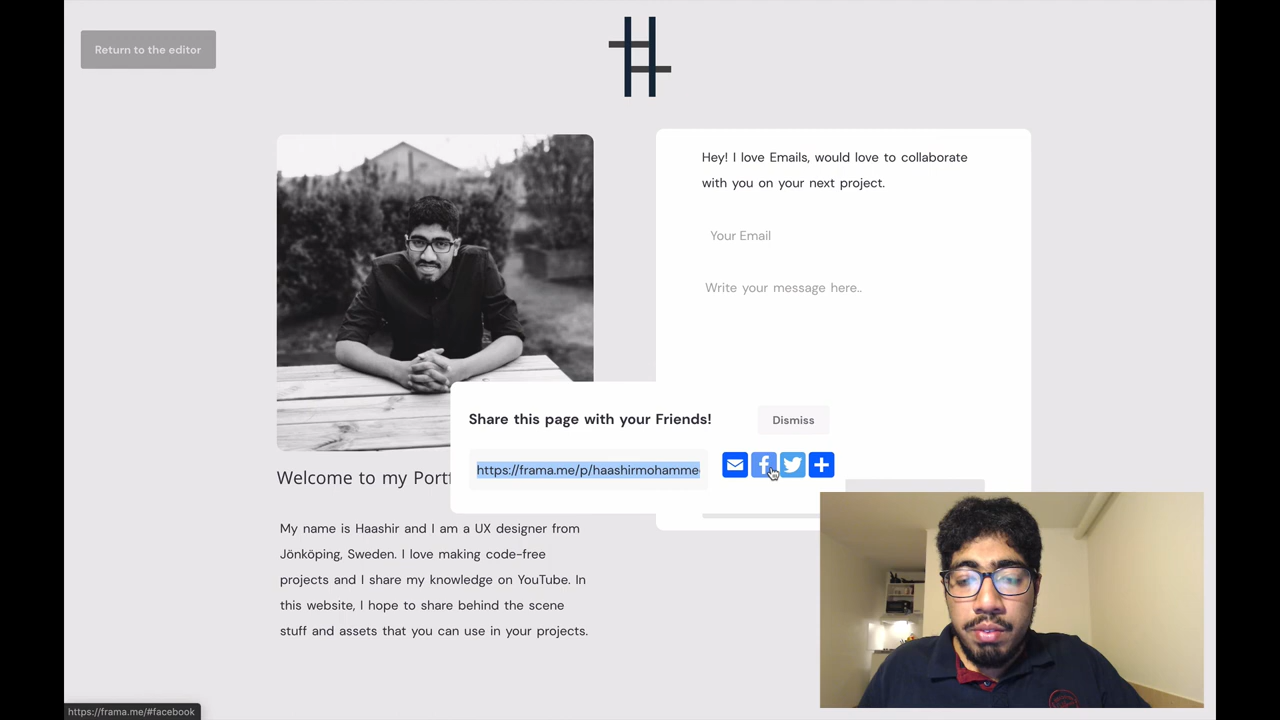 Return to the editor
Hey! I love Emails, would love to collaborate
with you on your next project.
Your Email
Write your message here..
Share this page with your Friends!
Dismiss
https://frama.me/p/haashirmohamme
Welcome to my Portf
My name is Haashir and I am a UX designer from
Jönköping, Sweden. I love making code-free
projects and I share my knowledge on YouTube. In
this website, I hope to share behind the scene
stuff and assets that you can use in your projects.
https://frama.me/#facebook